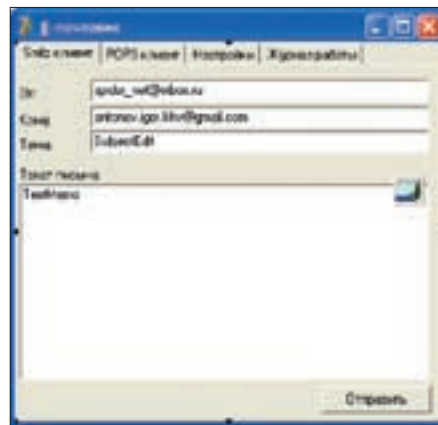 Smtp клиент POP3 клиент Настройки Журнал работы
От
spider_net@inbox.ru
Кому
antonov.igor.khv@gmail.com
Тема
SubjectEdit
Текст письма
TextMemo
Отправить